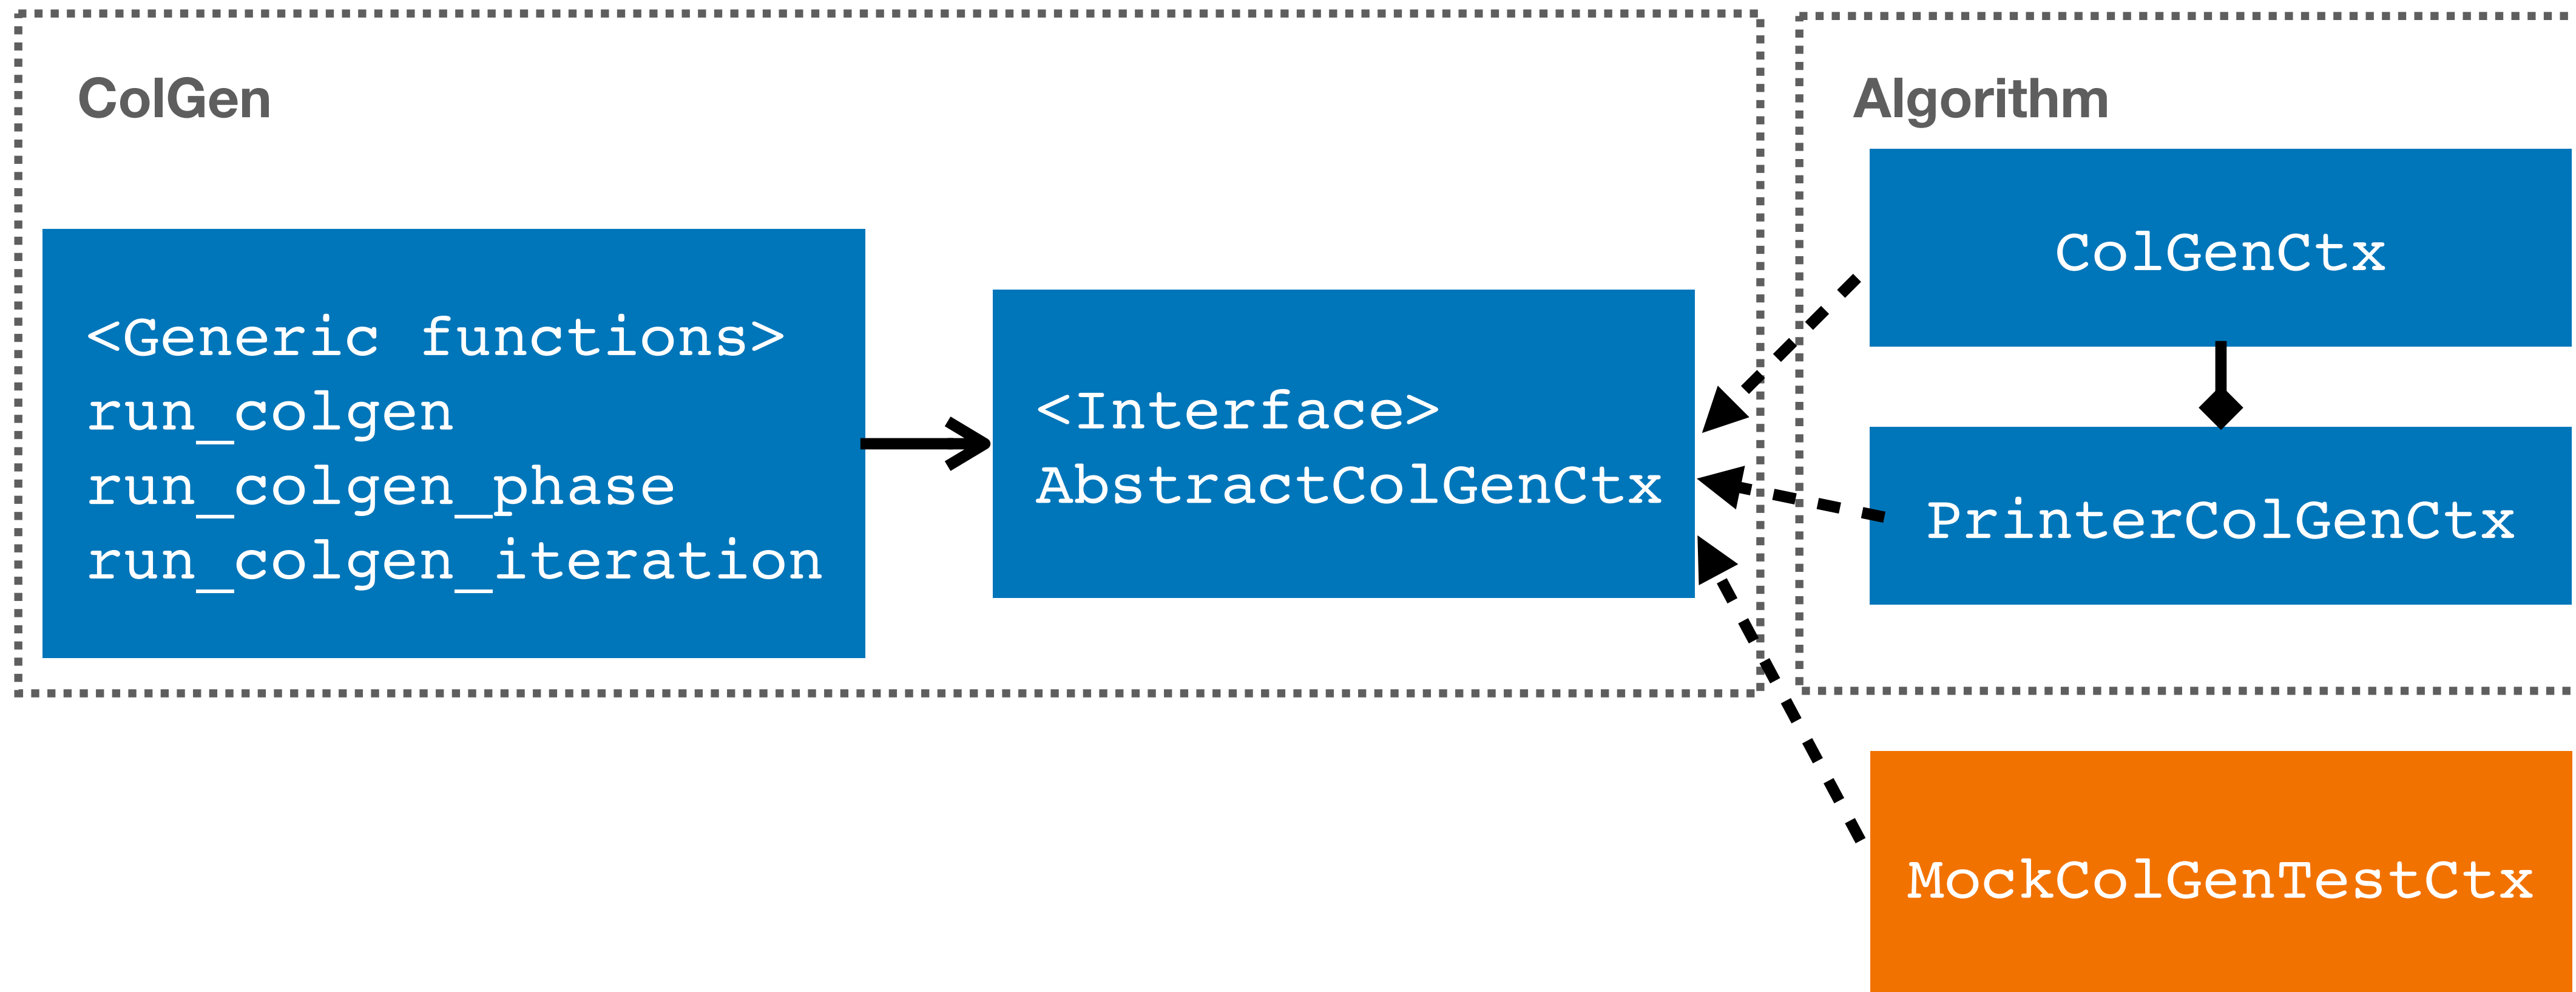 ColGen
<Generic functions>
run_colgen
run_colgen_phase
run_colgen_iteration
<Interface>
AbstractColGenCtx
Algorithm
ColGenCtx
PrinterColGenCtx
MockColGenTestCtx